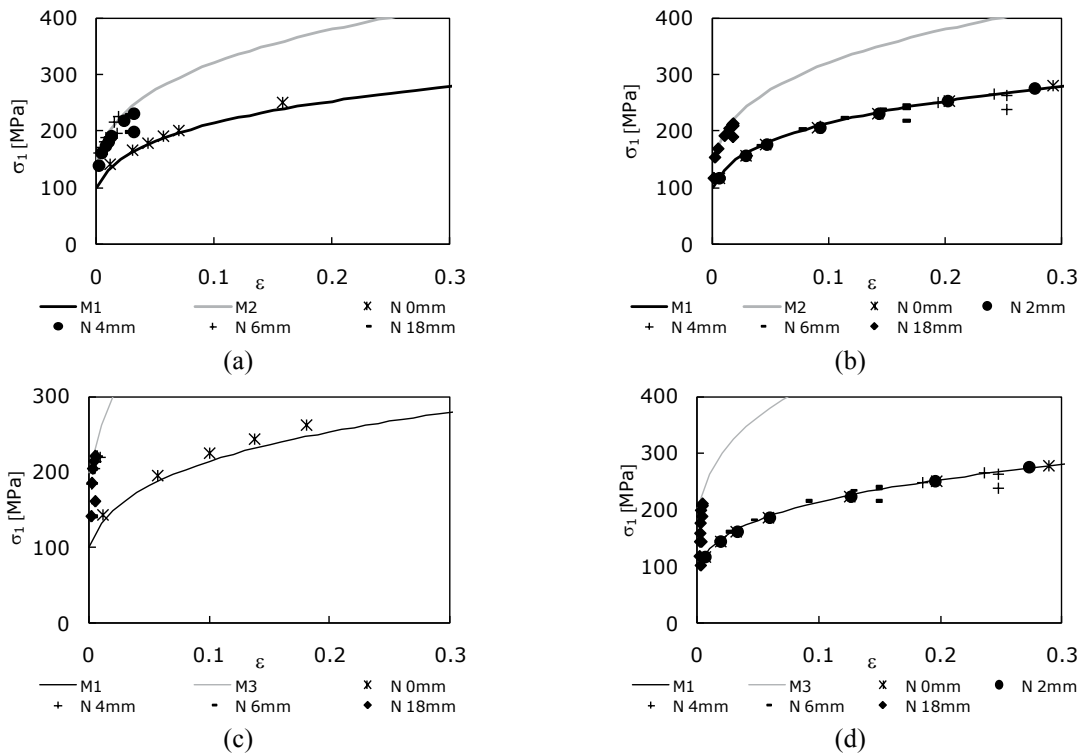 400
300
200
100
0
σ1 [MPa]
0 0.1 0.2 0.3
ε
M1 M2 N 0mm
N 4mm N 6mm N 18mm
(a)
400
300
200
100
0
σ1 [MPa]
0 0.1 0.2 0.3
ε
M1 M2 N 0mm N 2mm
N 4mm N 6mm N 18mm
(b)
300
200
100
0
σ1 [MPa]
0 0.1 0.2 0.3
ε
M1 M3 N 0mm
N 4mm N 6mm N 18mm
(c)
400
300
200
100
0
σ1 [MPa]
0 0.1 0.2 0.3
ε
M1 M3 N 0mm N 2mm
N 4mm N 6mm N 18mm
(d)